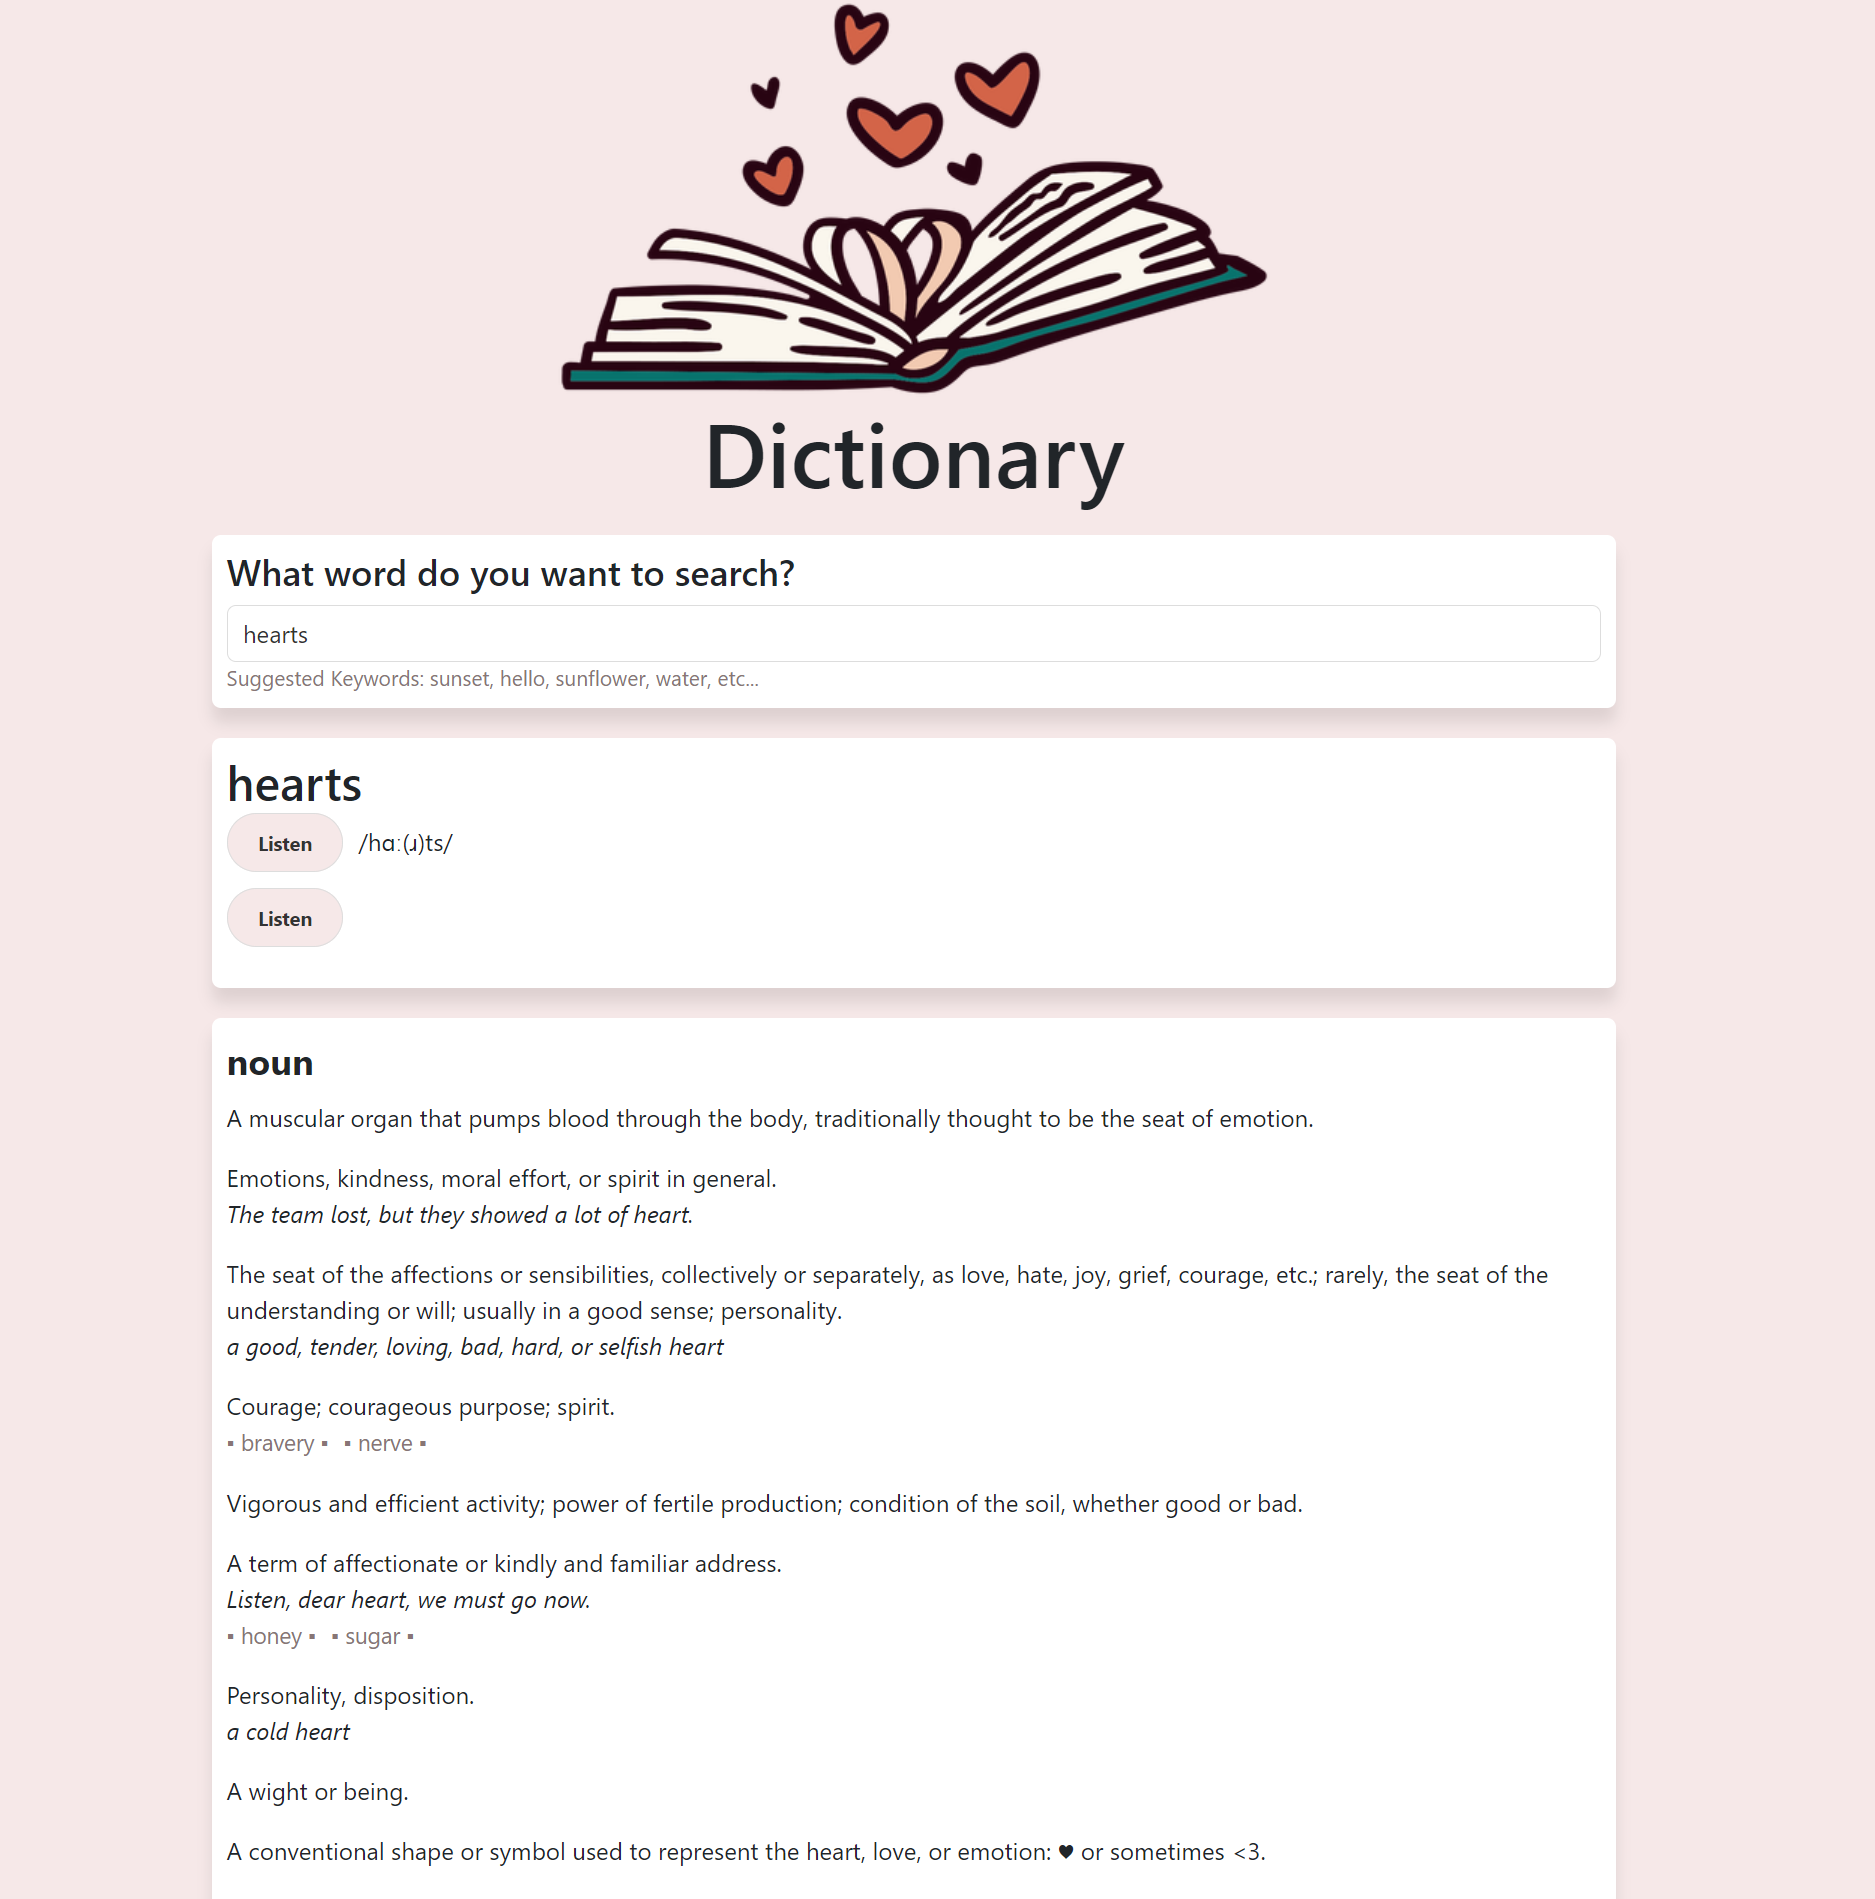 Dictionary
What word do you want to search?
hearts
Suggested Keywords: sunset, hello, sunflower, water, etc...
hearts
Listen /hɑː(ɹ)ts/
Listen
noun
A muscular organ that pumps blood through the body, traditionally thought to be the seat of emotion.
Emotions, kindness, moral effort, or spirit in general.
The team lost, but they showed a lot of heart.
The seat of the affections or sensibilities, collectively or separately, as love, hate, joy, grief, courage, etc.; rarely, the seat of the
understanding or will; usually in a good sense; personality.
a good, tender, loving, bad, hard, or selfish heart
Courage; courageous purpose; spirit.
▪ bravery ▪ ▪ nerve ▪
Vigorous and efficient activity; power of fertile production; condition of the soil, whether good or bad.
A term of affectionate or kindly and familiar address.
Listen, dear heart, we must go now.
▪ honey ▪ ▪ sugar ▪
Personality, disposition.
a cold heart
A wight or being.
A conventional shape or symbol used to represent the heart, love, or emotion: ♥ or sometimes <3.